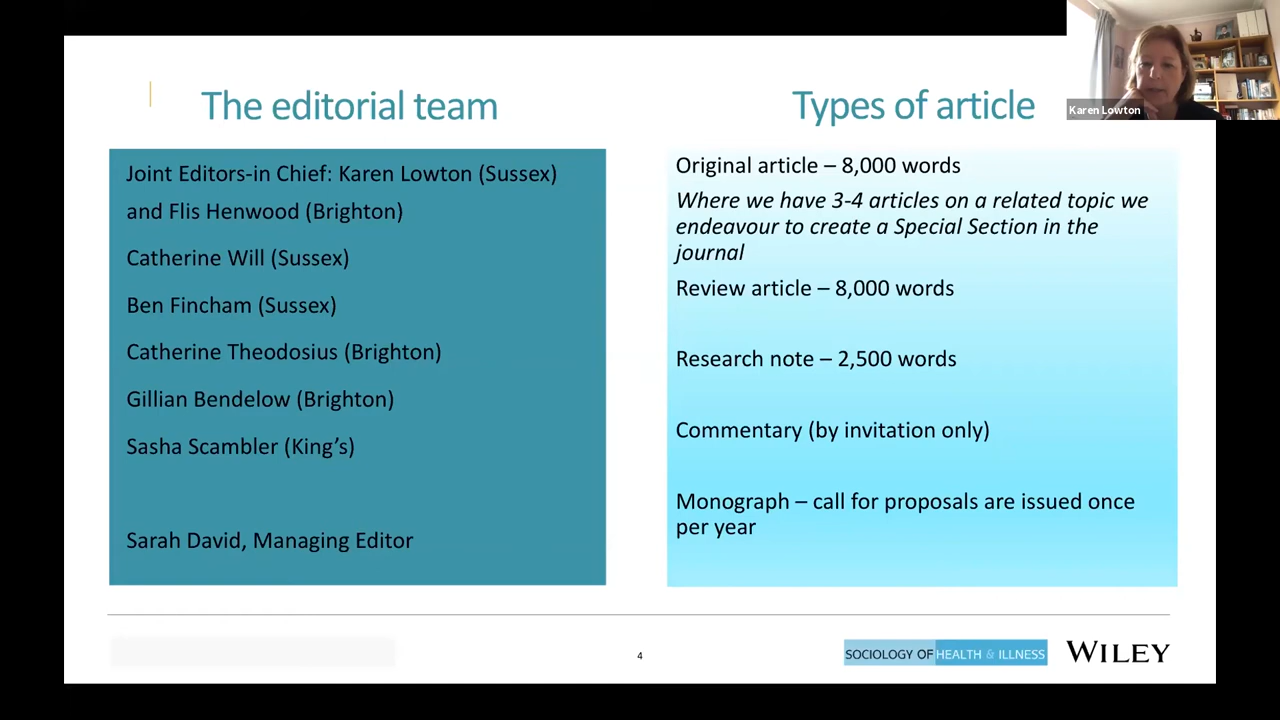 The editorial team
Joint Editors-in Chief: Karen Lowton (Sussex)
and Flis Henwood (Brighton)
Catherine Will (Sussex)
Ben Fincham (Sussex)
Catherine Theodosius (Brighton)
Gillian Bendelow (Brighton)
Sasha Scambler (King's)
Sarah David, Managing Editor
Types of article
Original article – 8,000 words
Where we have 3-4 articles on a related topic we
endeavour to create a Special Section in the
journal
Review article – 8,000 words
Research note – 2,500 words
Commentary (by invitation only)
Monograph – call for proposals are issued once
per year
Karen Lowton
4
SOCIOLOGY OF HEALTH & ILLNESS
WILEY